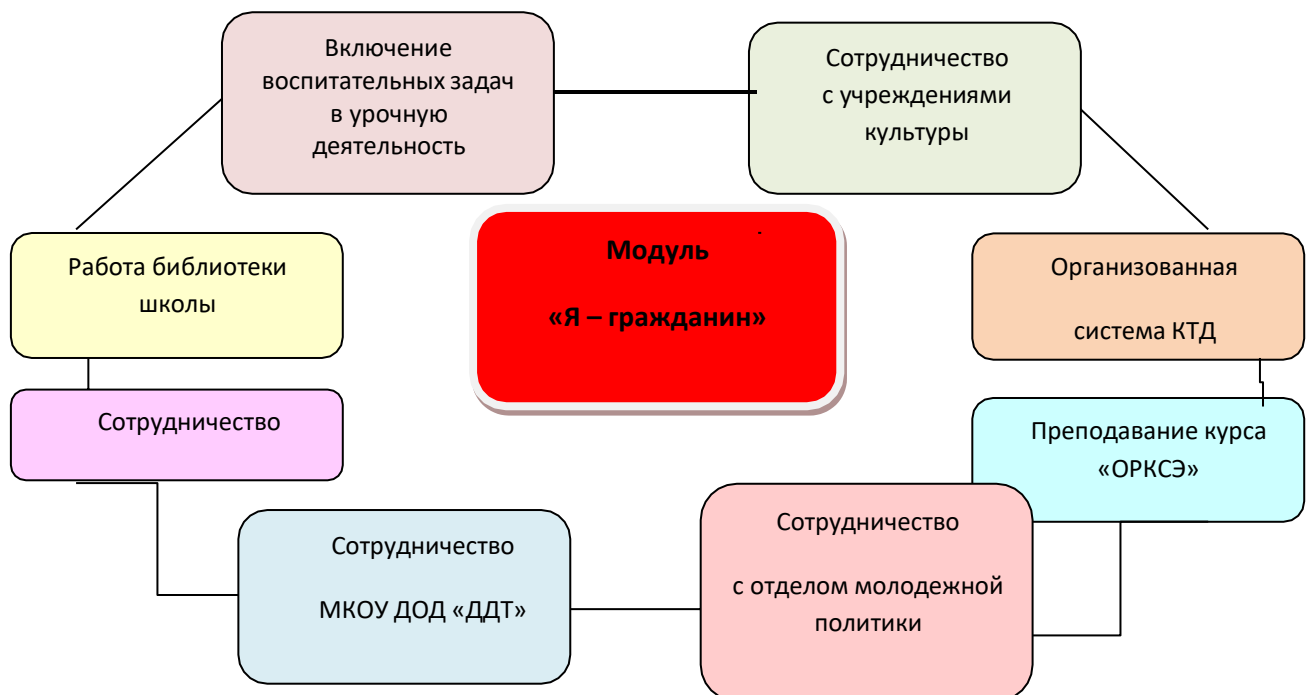 Включение
воспитательных задач
в урочную
деятельность
Сотрудничество
с учреждениями
культуры
Модуль
«Я – гражданин»
Работа библиотеки
школы
Организованная
система КТД
Сотрудничество
Преподавание курса
«ОРКСЭ»
Сотрудничество
МКОУ ДОД «ДДТ»
Сотрудничество
с отделом молодежной
политики